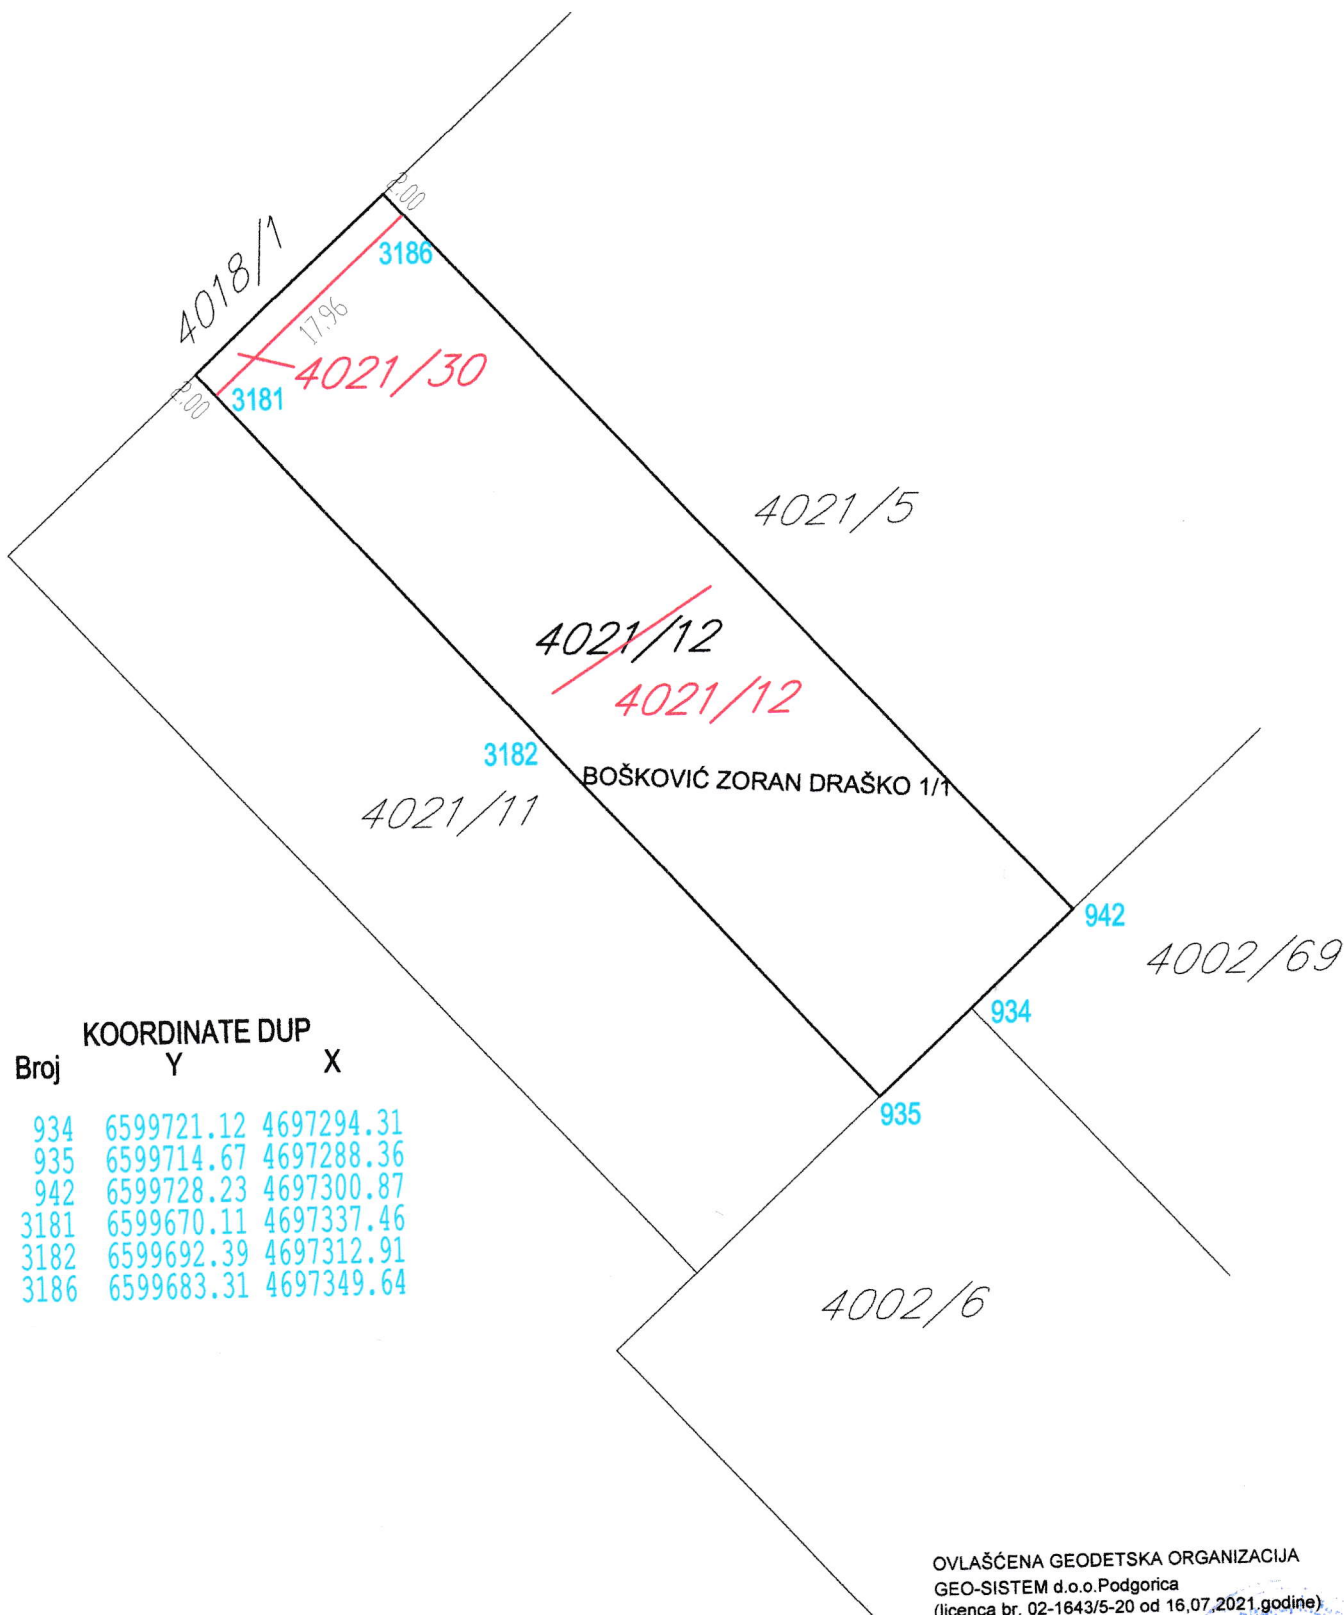 2.00
4018/1
3186
17.96
4021/30
2.00
3181
4021/5
4021/12
4021/12
3182
BOŠKOVIĆ ZORAN DRAŠKO 1/1
4021/11
942
4002/69
934
935
KOORDINATE DUP
Broj Y X
934 6599721.12 4697294.31
935 6599714.67 4697288.36
942 6599728.23 4697300.87
3181 6599670.11 4697337.46
3182 6599692.39 4697312.91
3186 6599683.31 4697349.64
4002/6
OVLAŠĆENA GEODETSKA ORGANIZACIJA
GEO-SISTEM d.o.o.Podgorica
(licenca br. 02-1643/5-20 od 16,07,2021.godine)